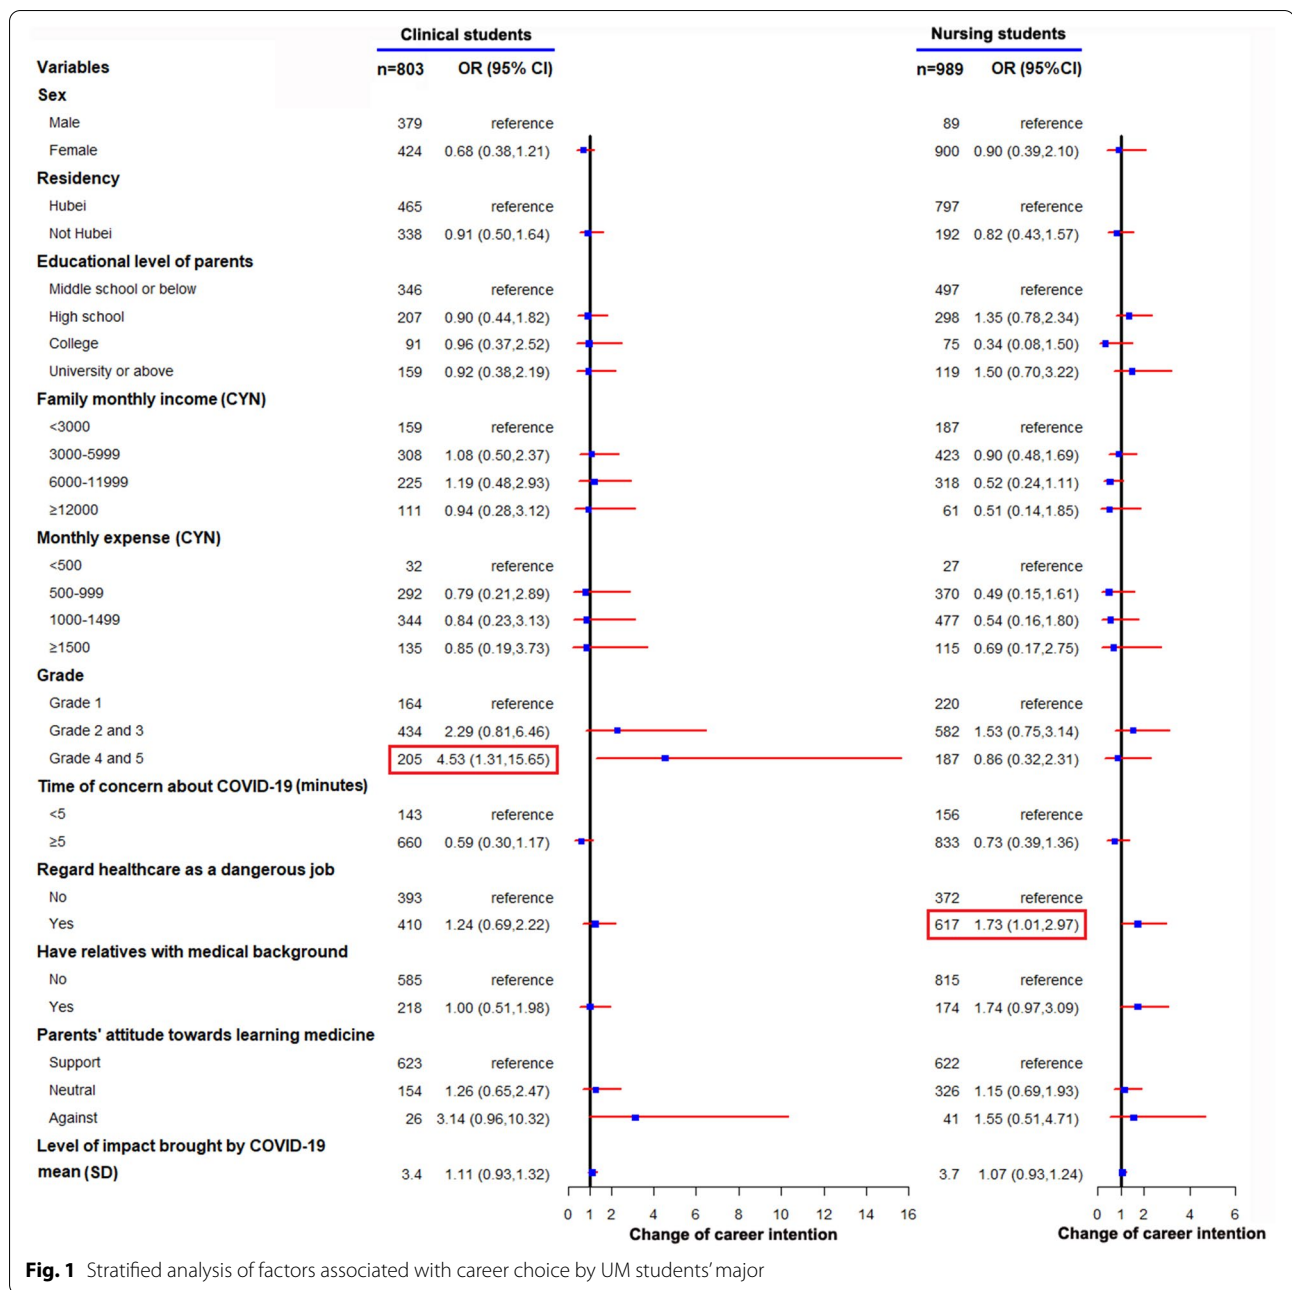 Clinical students Nursing students
Variables n=803 OR (95% CI) n=989 OR (95%CI)
Sex
Male 379 reference 89 reference
Female 424 0.68 (0.38,1.21) 900 0.90 (0.39,2.10)
Residency
Hubei 465 reference 797 reference
Not Hubei 338 0.91 (0.50,1.64) 192 0.82 (0.43,1.57)
Educational level of parents
Middle school or below 346 reference 497 reference
High school 207 0.90 (0.44,1.82) 298 1.35 (0.78,2.34)
College 91 0.96 (0.37,2.52) 75 0.34 (0.08,1.50)
University or above 159 0.92 (0.38,2.19) 119 1.50 (0.70,3.22)
Family monthly income (CYN)
<3000 159 reference 187 reference
3000-5999 308 1.08 (0.50,2.37) 423 0.90 (0.48,1.69)
6000-11999 225 1.19 (0.48,2.93) 318 0.52 (0.24,1.11)
≥12000 111 0.94 (0.28,3.12) 61 0.51 (0.14,1.85)
Monthly expense (CYN)
<500 32 reference 27 reference
500-999 292 0.79 (0.21,2.89) 370 0.49 (0.15,1.61)
1000-1499 344 0.84 (0.23,3.13) 477 0.54 (0.16,1.80)
≥1500 135 0.85 (0.19,3.73) 115 0.69 (0.17,2.75)
Grade
Grade 1 164 reference 220 reference
Grade 2 and 3 434 2.29 (0.81,6.46) 582 1.53 (0.75,3.14)
Grade 4 and 5 205 4.53 (1.31,15.65) 187 0.86 (0.32,2.31)
Time of concern about COVID-19 (minutes)
<5 143 reference 156 reference
≥5 660 0.59 (0.30,1.17) 833 0.73 (0.39,1.36)
Regard healthcare as a dangerous job
No 393 reference 372 reference
Yes 410 1.24 (0.69,2.22) 617 1.73 (1.01,2.97)
Have relatives with medical background
No 585 reference 815 reference
Yes 218 1.00 (0.51,1.98) 174 1.74 (0.97,3.09)
Parents' attitude towards learning medicine
Support 623 reference 622 reference
Neutral 154 1.26 (0.65,2.47) 326 1.15 (0.69,1.93)
Against 26 3.14 (0.96,10.32) 41 1.55 (0.51,4.71)
Level of impact brought by COVID-19
mean (SD) 3.4 1.11 (0.93,1.32) 3.7 1.07 (0.93,1.24)
0 1 2 4 6 8 10 12 14 16 0 1 2 4 6
Change of career intention Change of career intention
Fig. 1 Stratified analysis of factors associated with career choice by UM students' major